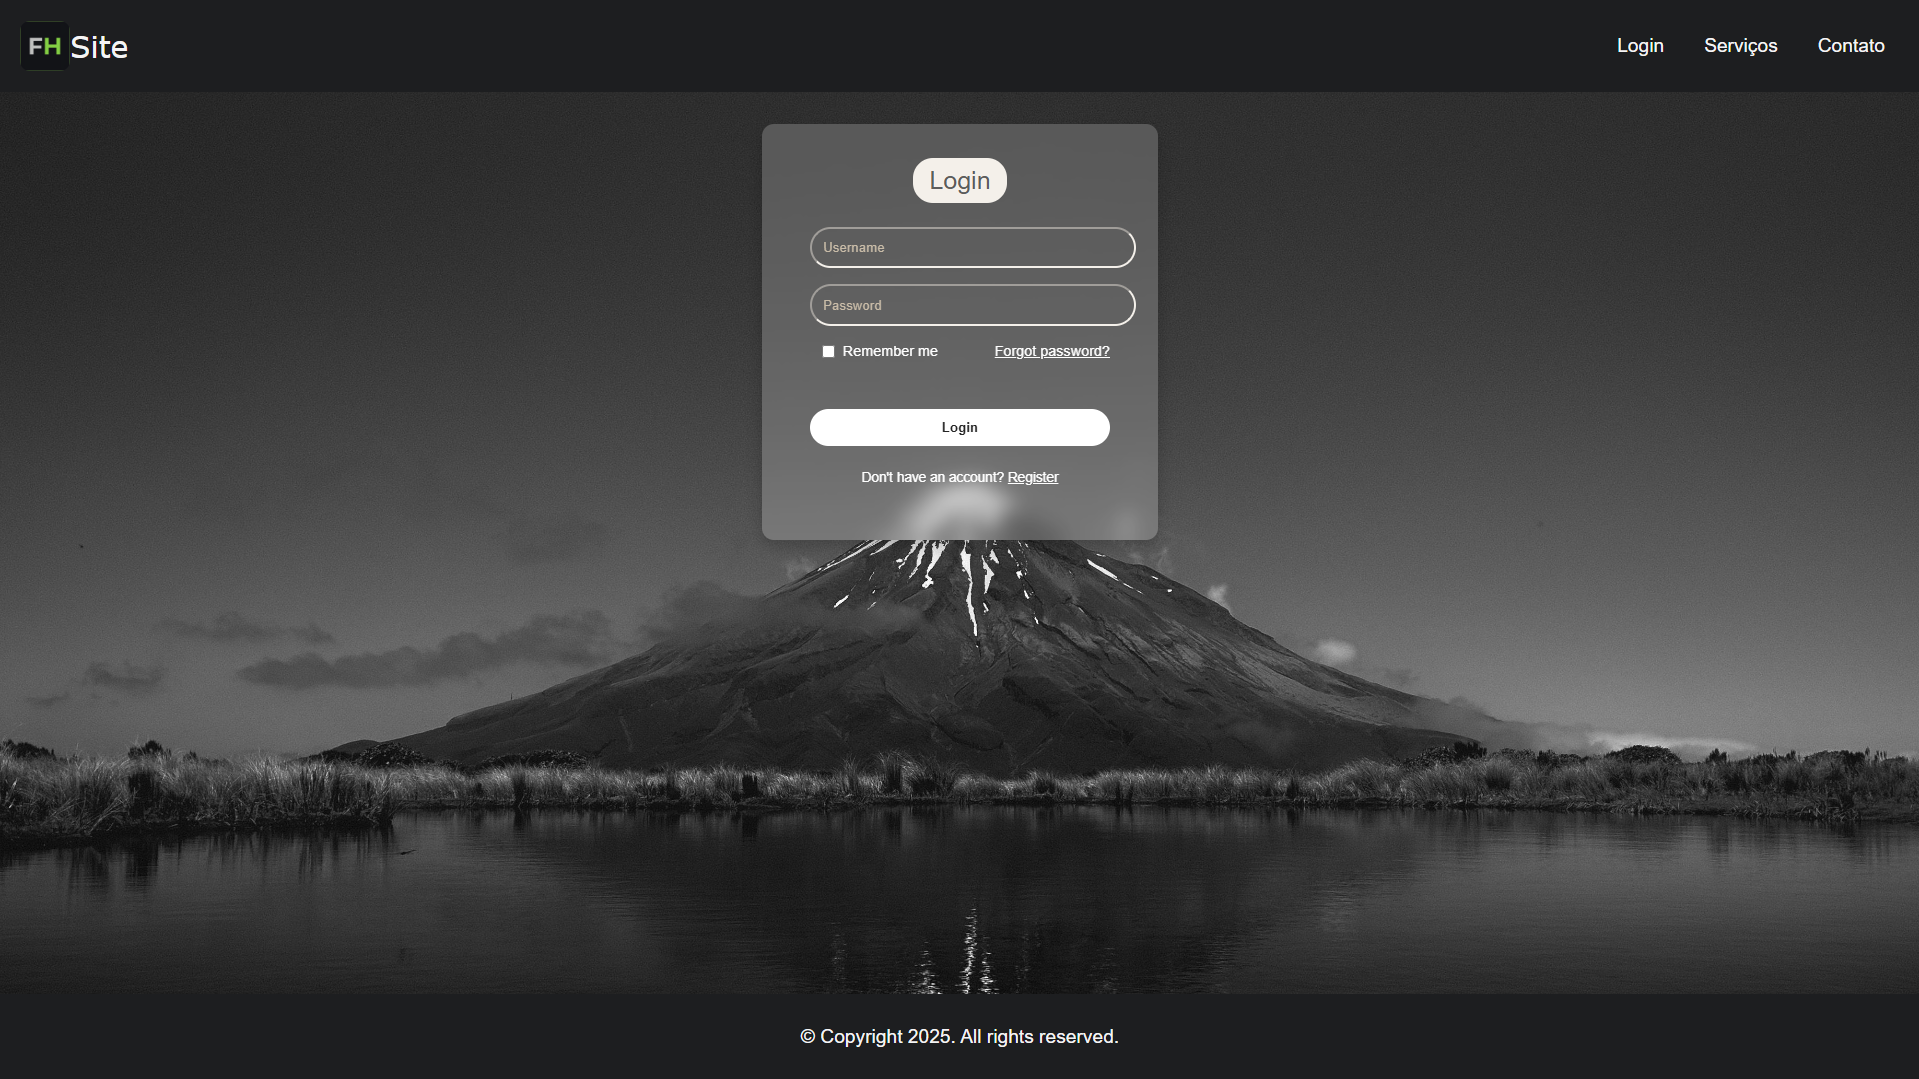 FH Site
Login Serviços Contato
Login
Username
Password
Remember me Forgot password?
Login
Don't have an account? Register
© Copyright 2025. All rights reserved.